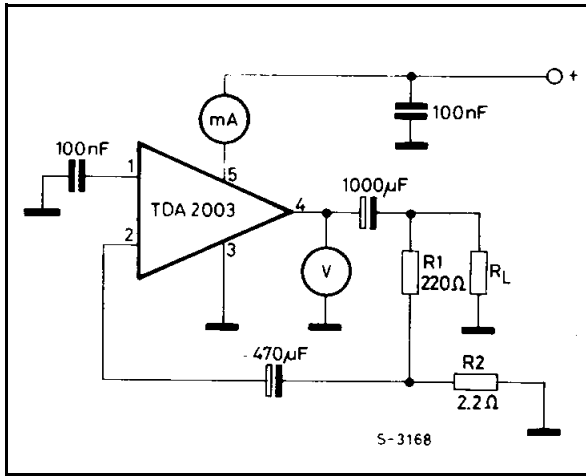 +
mA
100nF
100nF
1
5
1000µF
TDA 2003
4
2
3
V
R1
220Ω
RL
470µF
R2
2.2Ω
S-3168